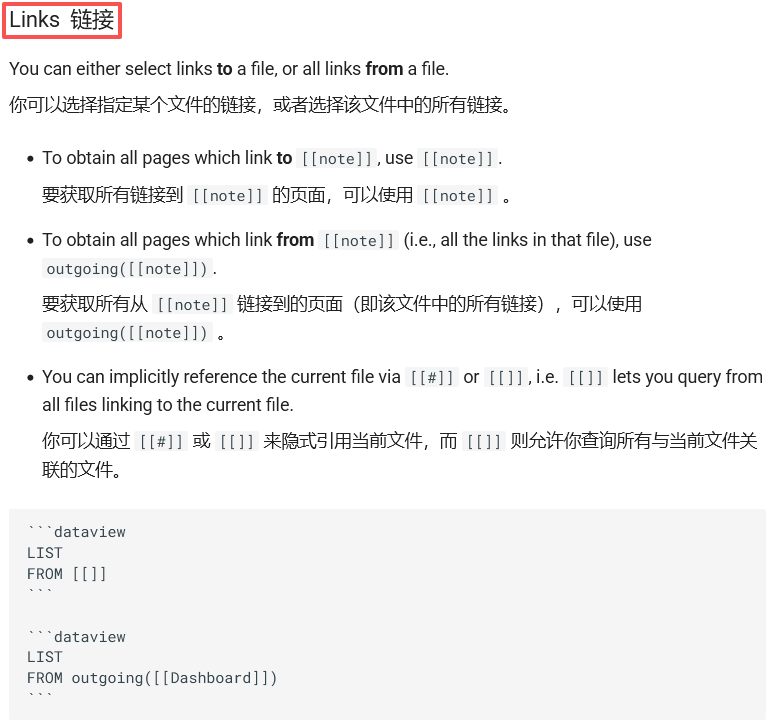 Links 链接
You can either select links to a file, or all links from a file.
你可以选择指定某个文件的链接，或者选择该文件中的所有链接。
• To obtain all pages which link to [[note]], use [[note]].
要获取所有链接到 [[note]] 的页面，可以使用 [[note]] 。
• To obtain all pages which link from [[note]] (i.e., all the links in that file), use
outgoing([[note]]).
要获取所有从 [[note]] 链接到的页面（即该文件中的所有链接），可以使用
outgoing([[note]]) 。
• You can implicitly reference the current file via [[#]] or [[]], i.e. [[]] lets you query from
all files linking to the current file.
你可以通过 [[#]] 或 [[]] 来隐式引用当前文件，而 [[]] 则允许你查询所有与当前文件关
联的文件。
```dataview
LIST
FROM [[]]
```
```dataview
LIST
FROM outgoing([[Dashboard]])
```